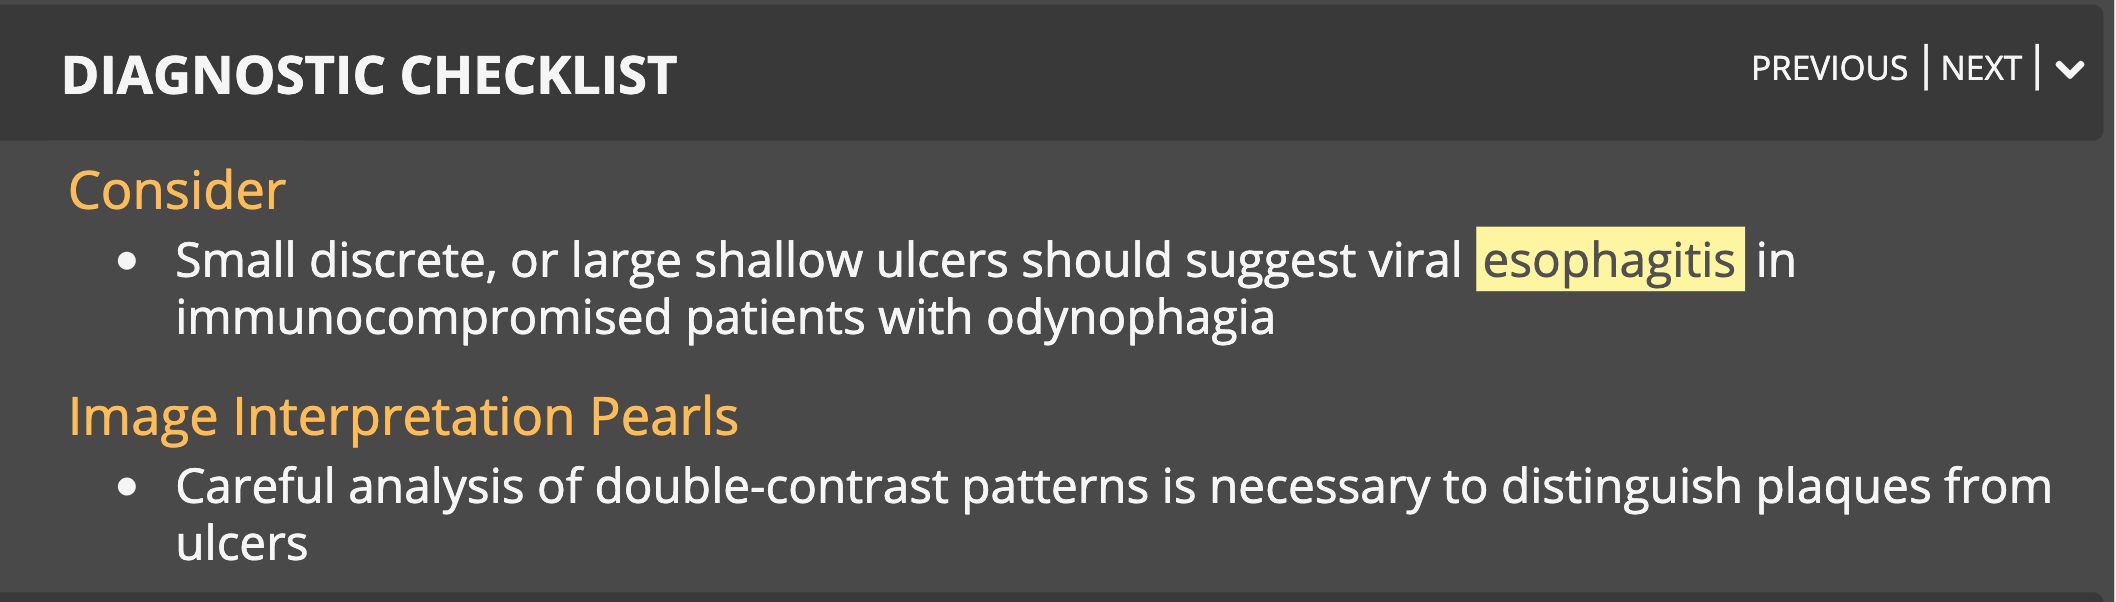 DIAGNOSTIC CHECKLIST
PREVIOUS | NEXT |
Consider
• Small discrete, or large shallow ulcers should suggest viral esophagitis in
immunocompromised patients with odynophagia
Image Interpretation Pearls
• Careful analysis of double-contrast patterns is necessary to distinguish plaques from
ulcers